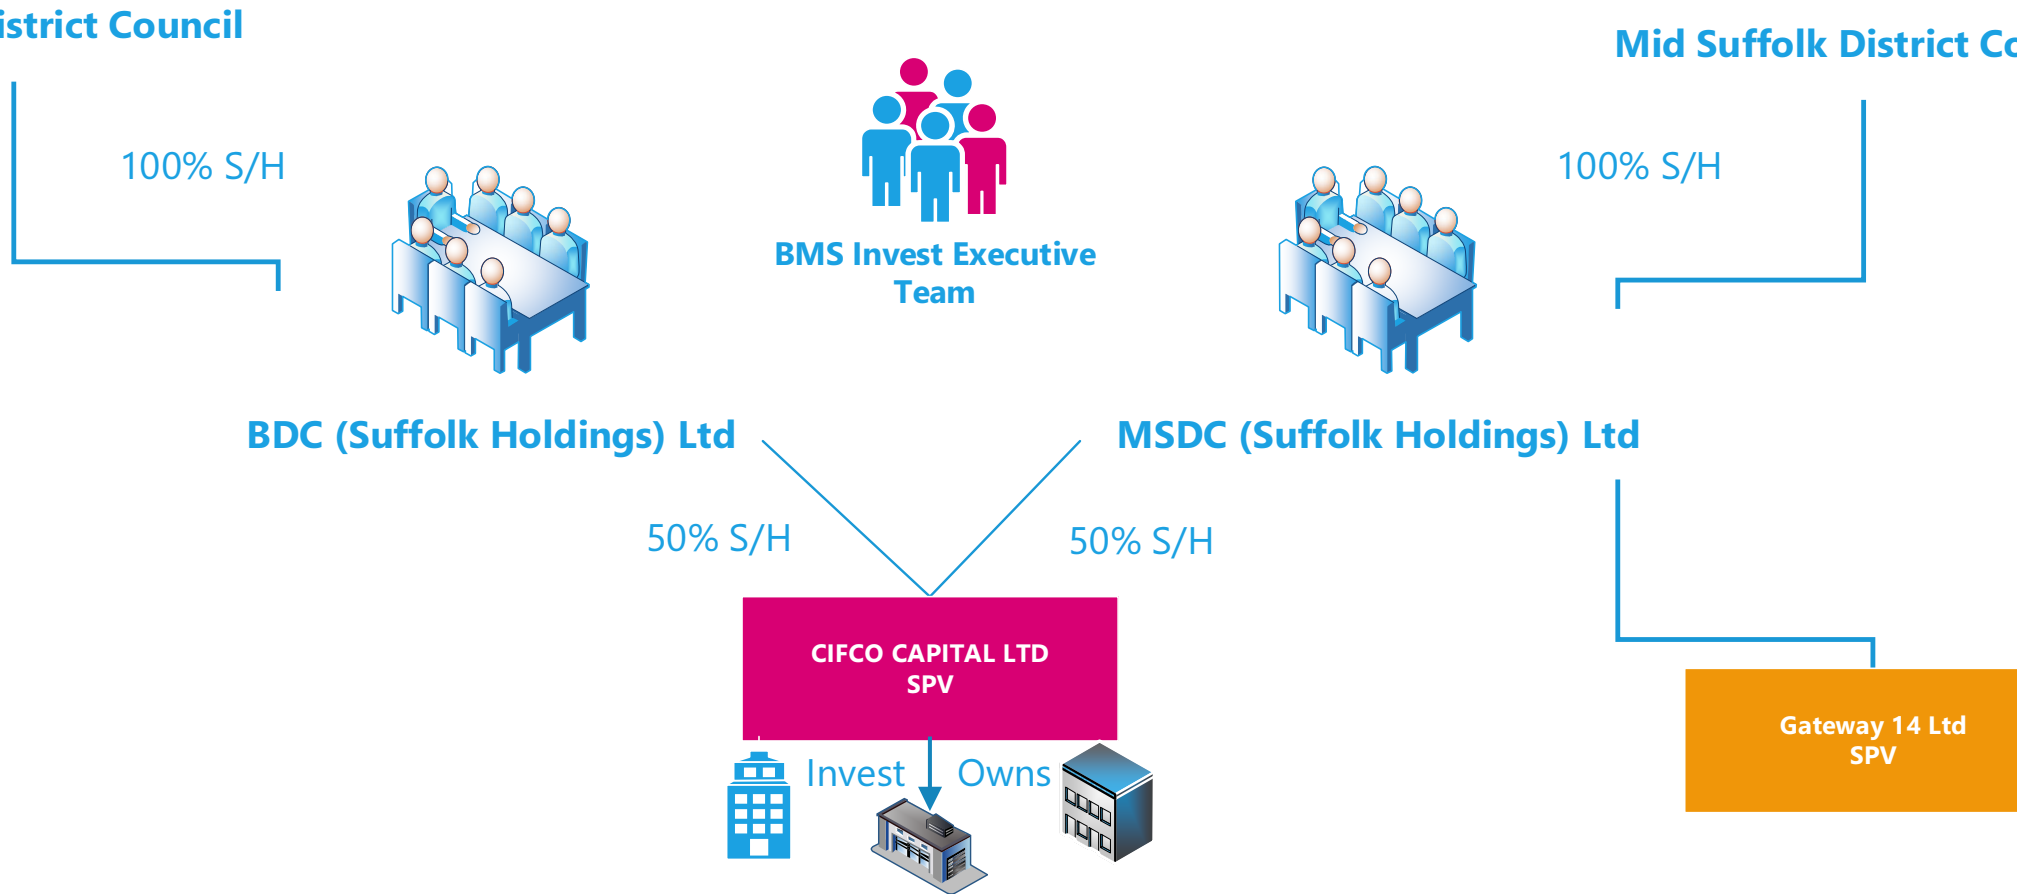 istrict Council
Mid Suffolk District Co
100% S/H
100% S/H
BMS Invest Executive
Team
BDC (Suffolk Holdings) Ltd
MSDC (Suffolk Holdings) Ltd
50% S/H
50% S/H
CIFCO CAPITAL LTD
SPV
Gateway 14 Ltd
SPV
Invest
Owns